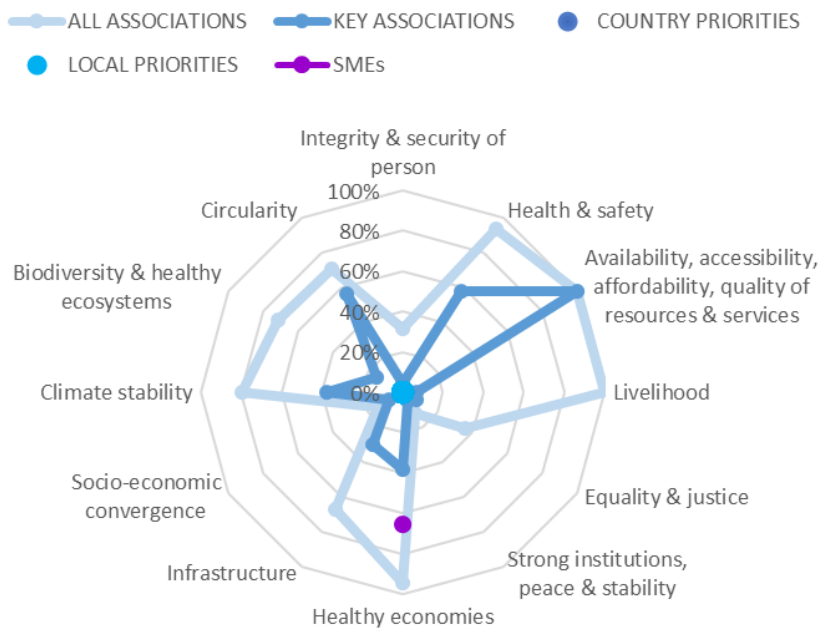 ALL ASSOCIATIONS
KEY ASSOCIATIONS
COUNTRY PRIORITIES
LOCAL PRIORITIES
SMEs
Integrity & security of
person
100%
80%
60%
40%
20%
0%
Health & safety
Availability, accessibility,
affordability, quality of
resources & services
Livelihood
Equality & justice
Strong institutions,
peace & stability
Healthy economies
Infrastructure
Socio-economic
convergence
Climate stability
Biodiversity & healthy
ecosystems
Circularity